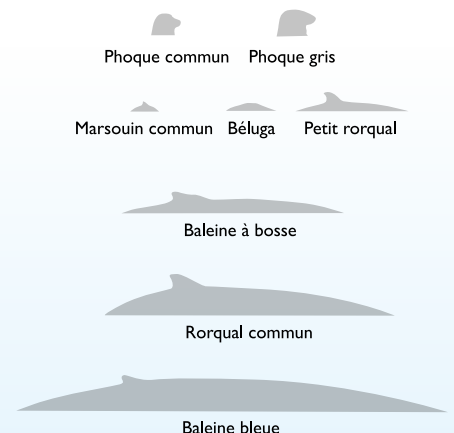 Phoque commun Phoque gris
Marsouin commun Béluga Petit rorqual
Baleine à bosse
Rorqual commun
Baleine bleue